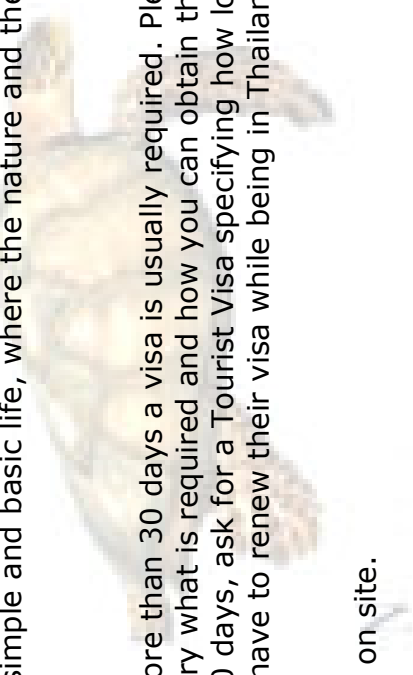 simple and basic life, where the nature and the
ore than 30 days a visa is usually required. Ple
ry what is required and how you can obtain th
0 days, ask for a Tourist Visa specifying how lo
have to renew their visa while being in Thailan
on site.